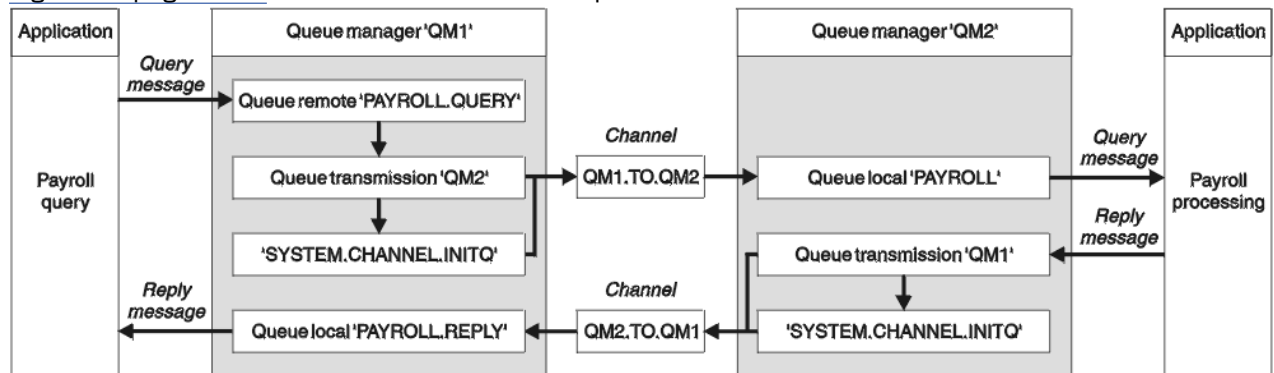 Application
Queue manager 'QM1'
Queue manager 'QM2'
Application
Query
message
Queue remote 'PAYROLL.QUERY'
Channel
Query
message
Payroll
query
Queue transmission 'QM2'
QM1.TO.QM2
Queue local 'PAYROLL'
Payroll
processing
Reply
message
'SYSTEM.CHANNEL.INITQ'
Queue transmission 'QM1'
Reply
message
Channel
Queue local 'PAYROLL.REPLY'
QM2.TO.QM1
'SYSTEM.CHANNEL.INITQ'